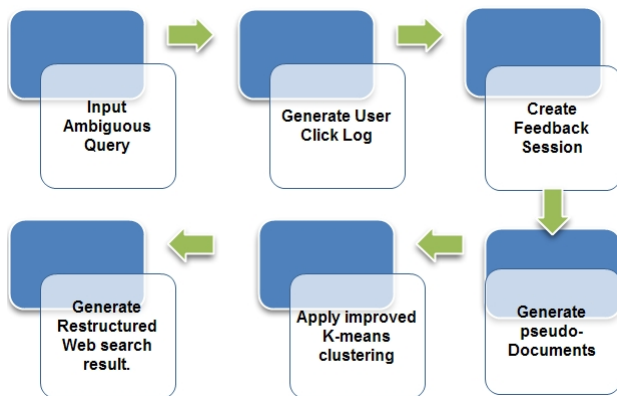 Input
Ambiguous
Query
Generate User
Click Log
Create
Feedback
Session
Generate
pseudo-
Documents
Apply improved
K-means
clustering
Generate
Restructured
Web search
result.